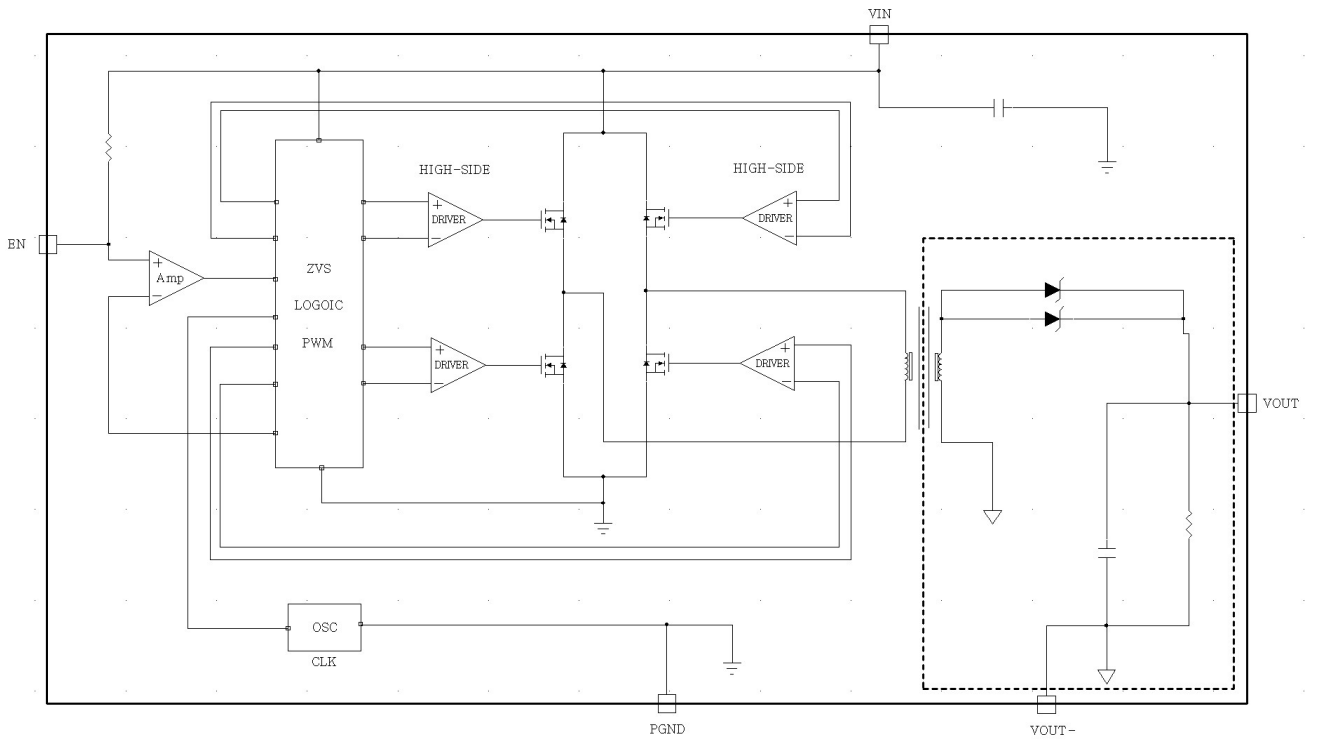 VIN
HIGH-SIDE
HIGH-SIDE
+
DRIVER
−
+
DRIVER
−
EN
+
Amp
−
ZVS
LOGOIC
PWM
+
DRIVER
−
+
DRIVER
−
VOUT
OSC
CLK
PGND
VOUT-